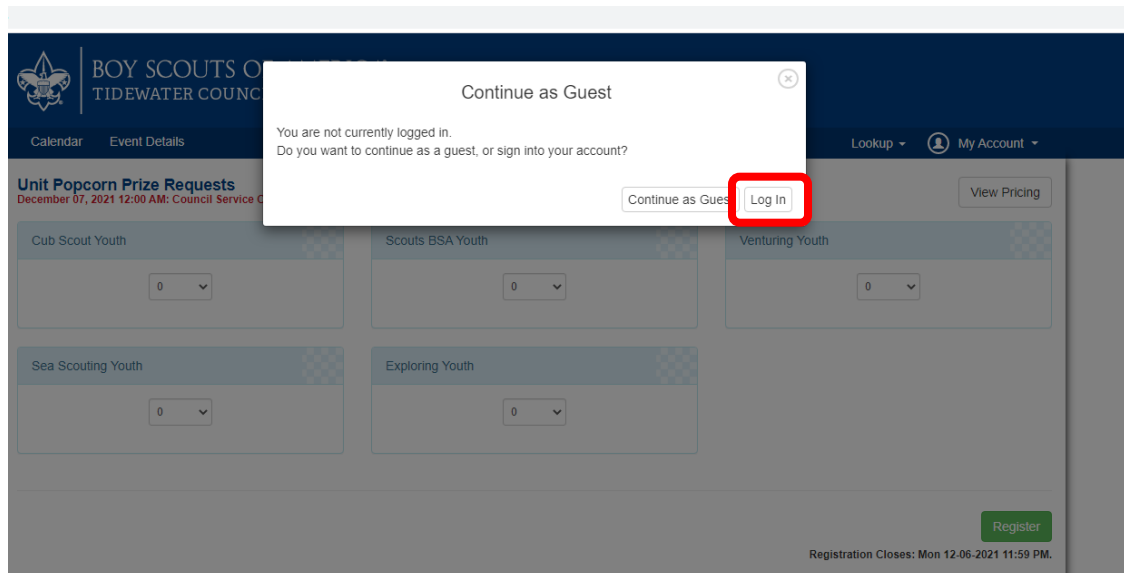 BOY SCOUTS O
TIDEWATER COUNC
Continue as Guest
You are not currently logged in.
Do you want to continue as a guest, or sign into your account?
Continue as Gues
Log In
Calendar Event Details Lookup My Account
Unit Popcorn Prize Requests
December 07, 2021 12:00 AM: Council Service C
View Pricing
Cub Scout Youth
0
Scouts BSA Youth
0
Venturing Youth
0
Sea Scouting Youth
0
Exploring Youth
0
Register
Registration Closes: Mon 12-06-2021 11:59 PM.